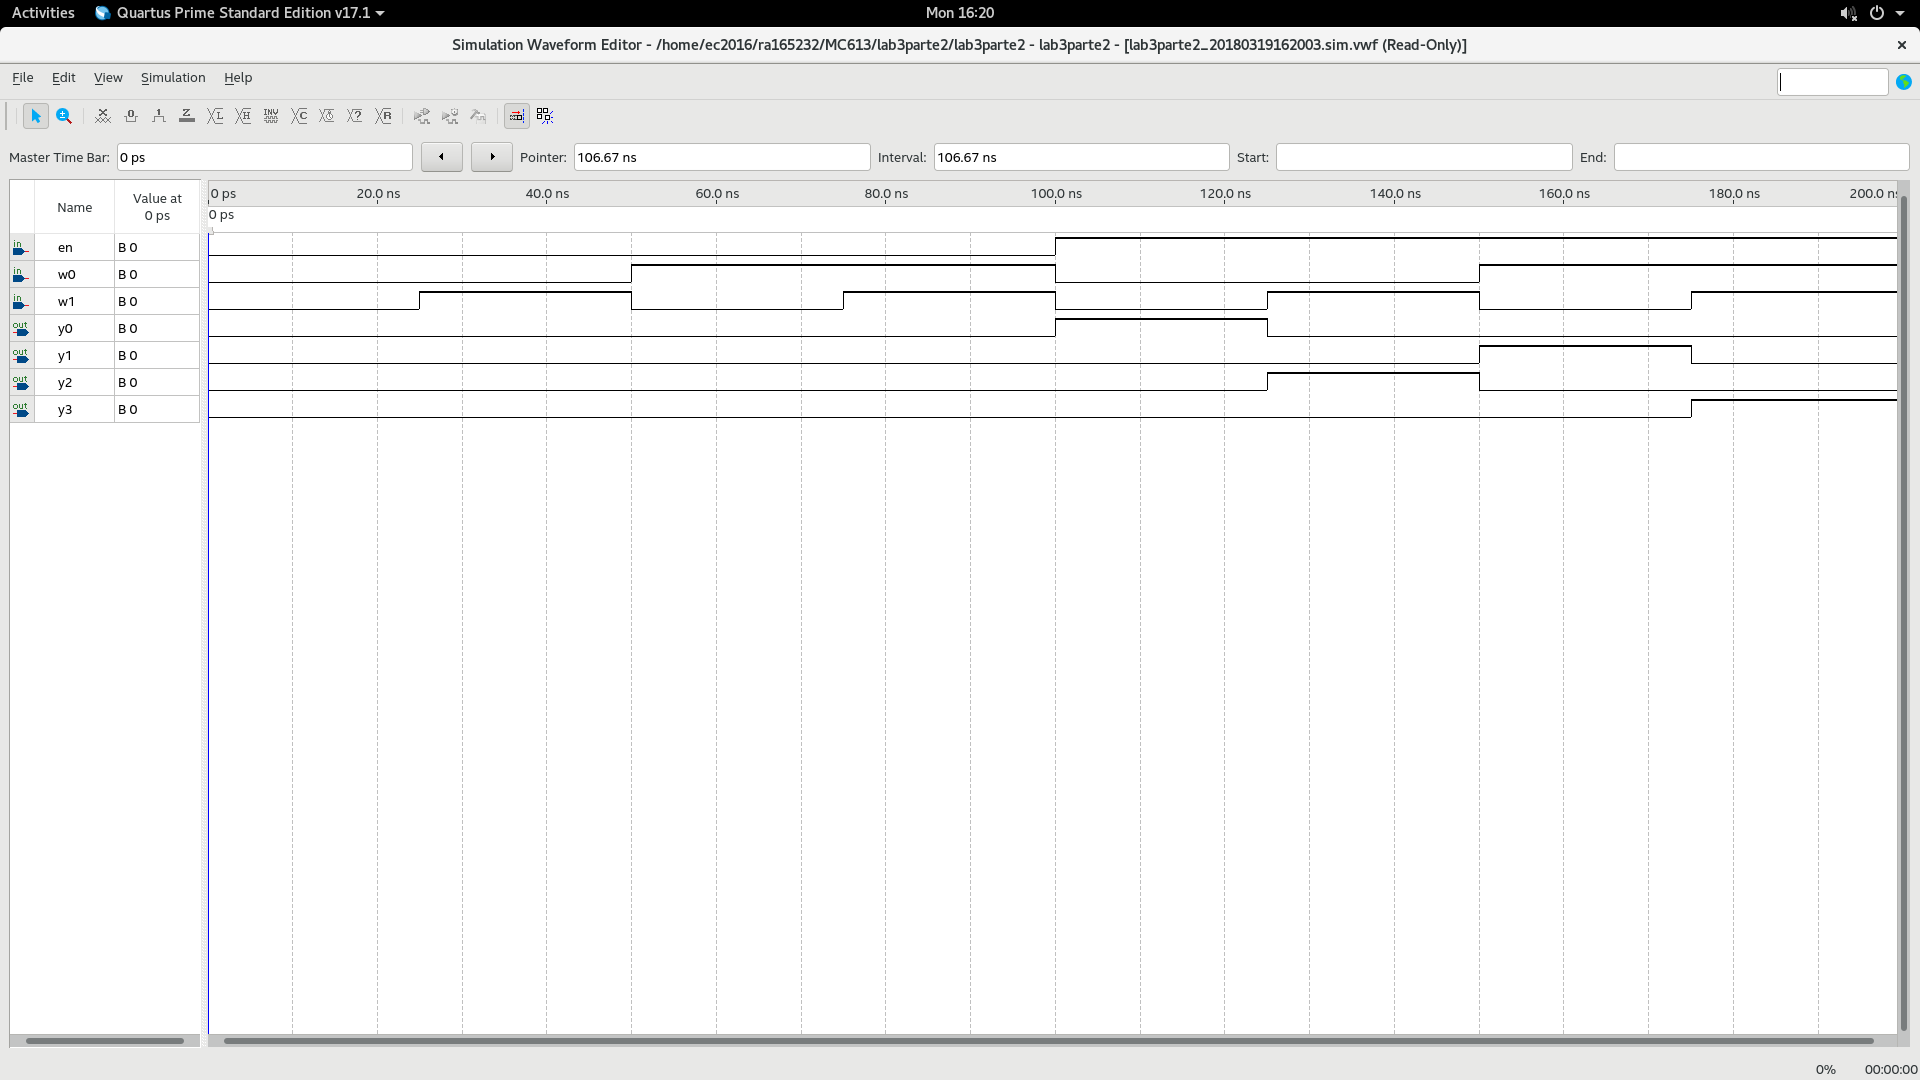 Activities Quartus Prime Standard Edition v17.1 Mon 16:20
Simulation Waveform Editor - /home/ec2016/ra165232/MC613/lab3parte2/lab3parte2 - lab3parte2 - [lab3parte2_20180319162003.sim.vwf (Read-Only)]
File Edit View Simulation Help
Master Time Bar: 0 ps Pointer: 106.67 ns Interval: 106.67 ns Start: End:
Name Value at 0 ps
0 ps 20.0 ns 40.0 ns 60.0 ns 80.0 ns 100.0 ns 120.0 ns 140.0 ns 160.0 ns 180.0 ns 200.0 ns
0 ps
in en B 0
in w0 B 0
in w1 B 0
out y0 B 0
out y1 B 0
out y2 B 0
out y3 B 0
0% 00:00:00